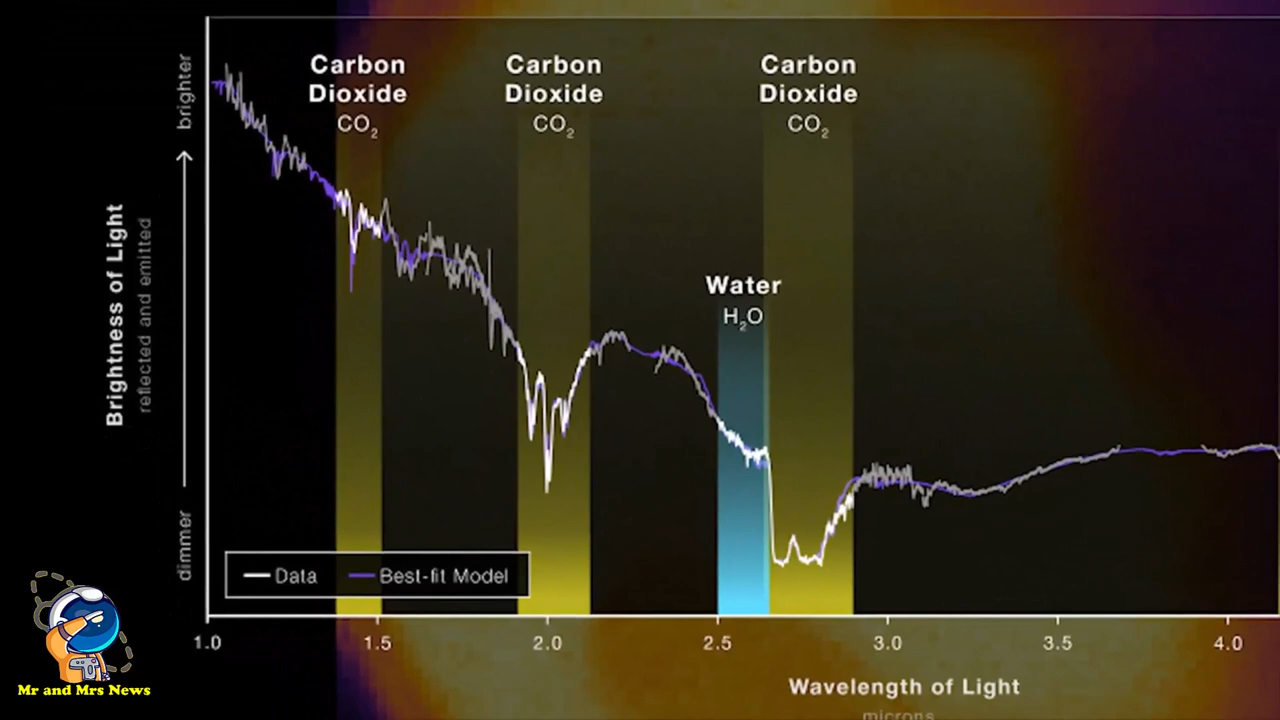 Carbon
Dioxide
CO₂
Carbon
Dioxide
CO₂
Carbon
Dioxide
CO₂
Water
H₂O
brighter
Brightness of Light
reflected and emitted
dimmer
Data
Best-fit Model
1.0
1.5
2.0
2.5
3.0
3.5
4.0
Wavelength of Light
microns
Mr and Mrs News